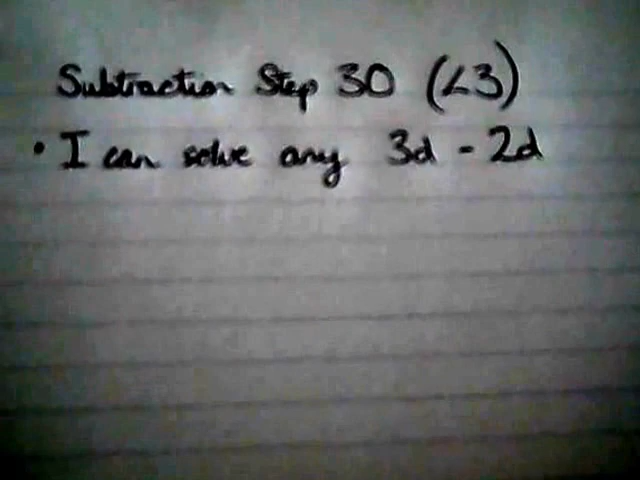 Subtraction Step 30 (L3)
• I can solve any 3d - 2d